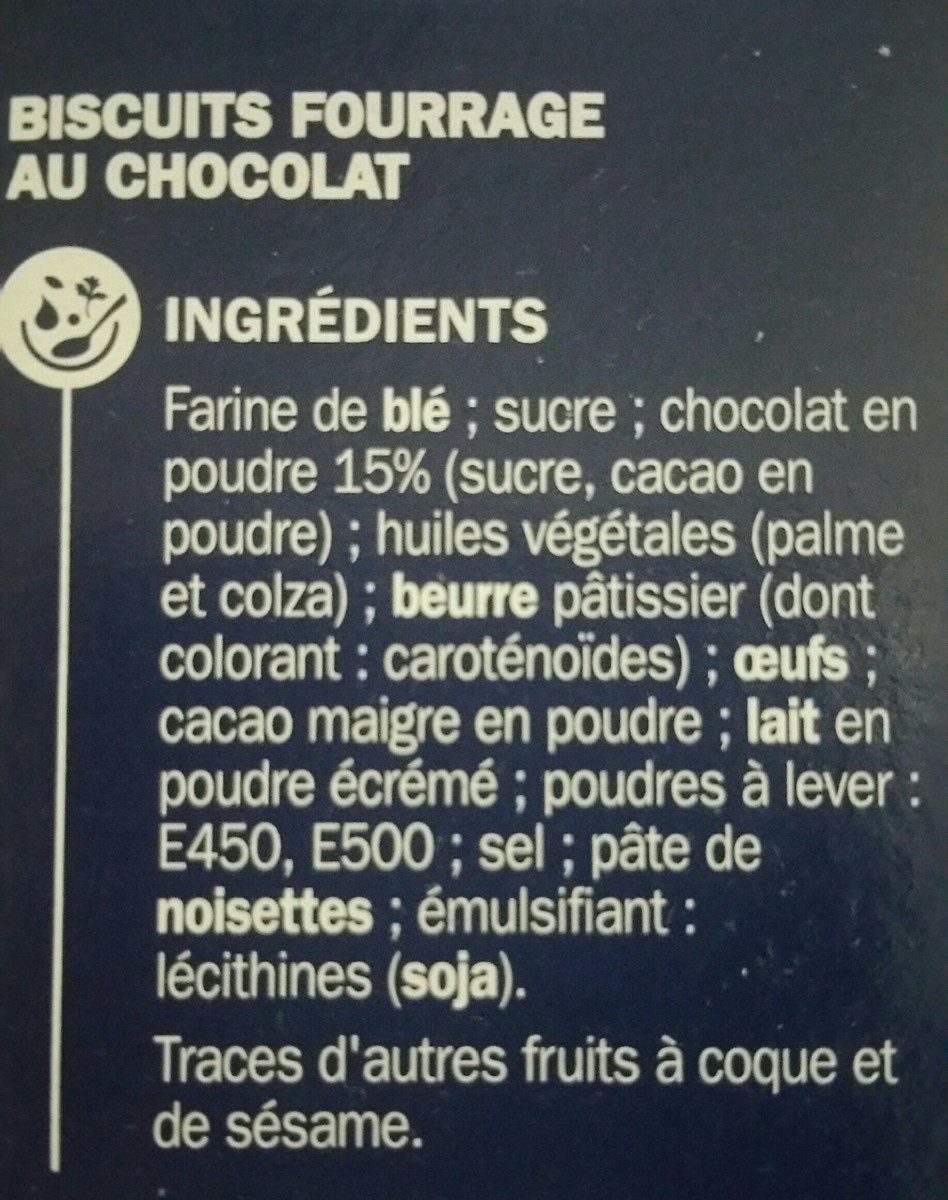 BISCUITS FOURRAGE
AU CHOCOLAT
INGRÉDIENTS
Farine de blé ; sucre ; chocolat en
poudre 15% (sucre, cacao en
poudre) ; huiles végétales (palme
et colza) ; beurre pâtissier (dont
colorant : caroténoïdes) ; œufs ;
cacao maigre en poudre ; lait en
poudre écrémé ; poudres à lever :
E450, E500 ; sel ; pâte de
noisettes ; émulsifiant :
lécithines (soja).
Traces d'autres fruits à coque et
de sésame.